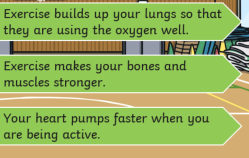 Exercise builds up your lungs so that
they are using the oxygen well.
Exercise makes your bones and
muscles stronger.
Your heart pumps faster when you
are being active.